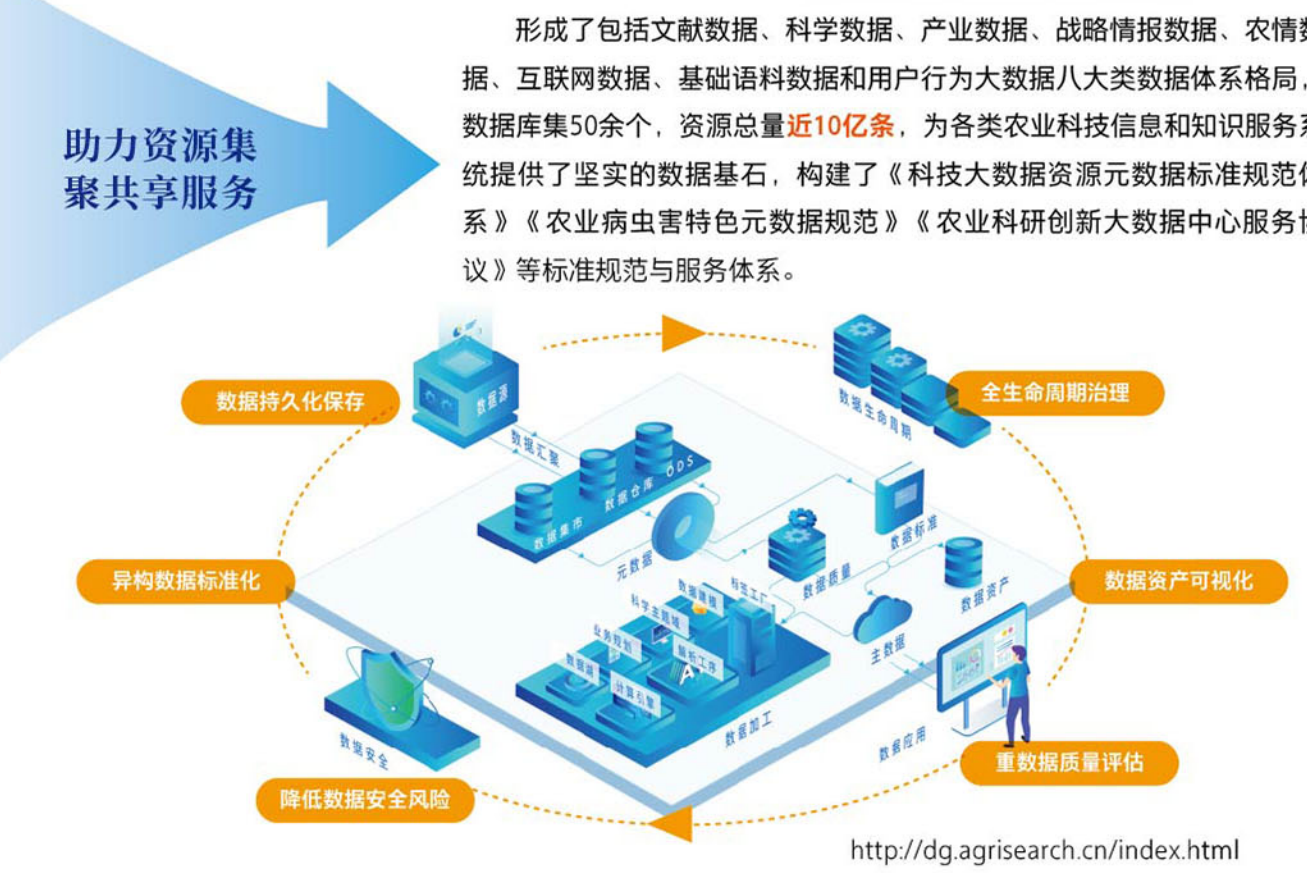 助力资源集
聚共享服务
形成了包括文献数据、科学数据、产业数据、战略情报数据、农情数
据、互联网数据、基础语料数据和用户行为大数据八大类数据体系格局，
数据库集50余个，资源总量近10亿条，为各类农业科技信息和知识服务系
统提供了坚实的数据基石，构建了《科技大数据资源元数据标准规范体
系》《农业病虫害特色元数据规范》《农业科研创新大数据中心服务协
议》等标准规范与服务体系。
数据持久化保存
数据源
数据生命周期
全生命周期治理
数据汇聚
ODS
数据仓库
数据集市
元数据
数据标准
数据质量
异构数据标准化
数据资产可视化
数据资产
标签工厂
数据建模
科学主题域
业务规划
解析工序
数据湖
计算引擎
主数据
数据加工
数据应用
数据安全
重数据质量评估
降低数据安全风险
http://dg.agrisearch.cn/index.html